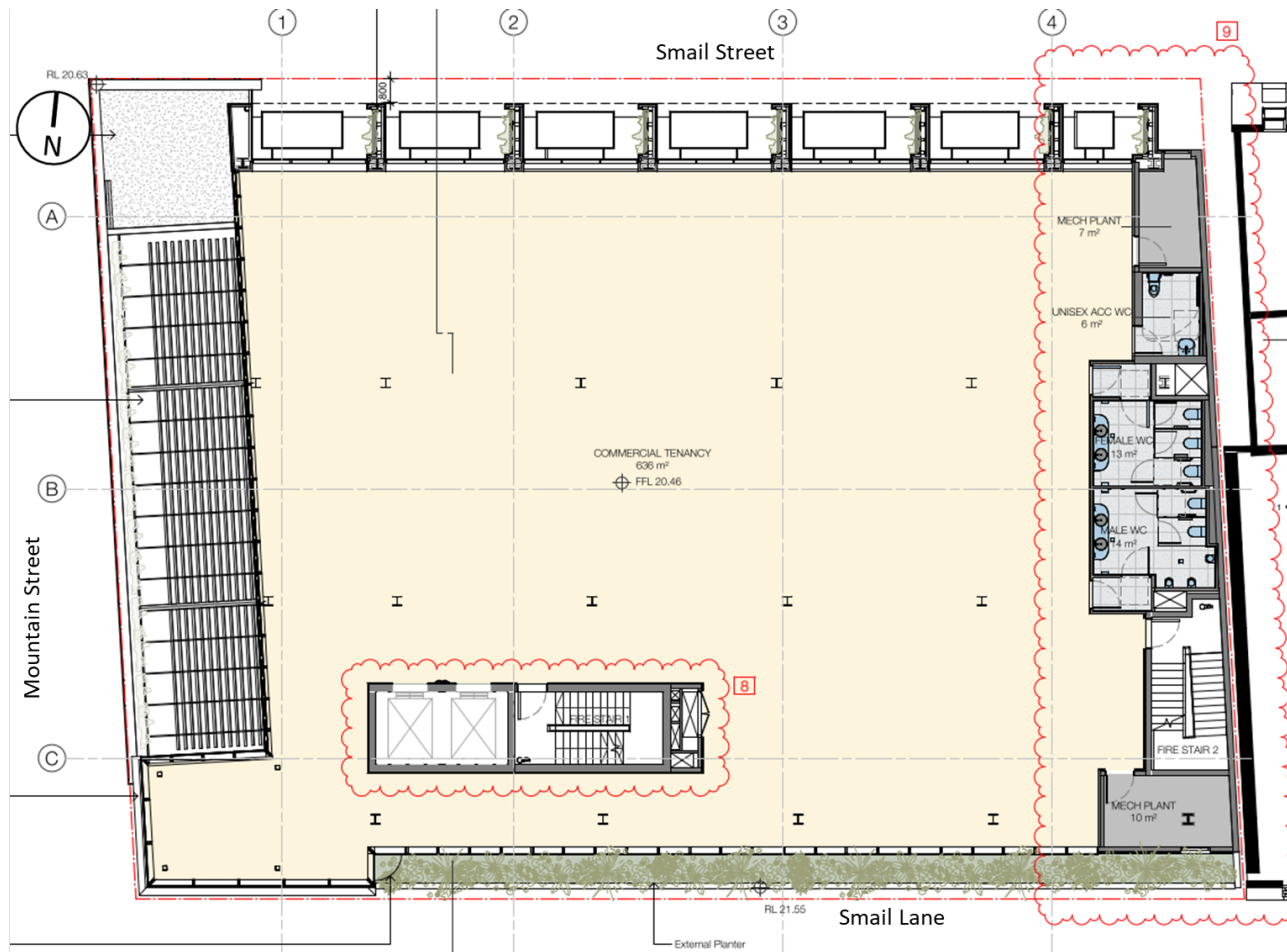 1
2
3
4
9
Smail Street
RL 20.63
800
N
A
MECH PLANT
7 m²
UNISEX ACC WC
6 m²
COMMERCIAL TENANCY
636 m²
FFL 20.46
FEMALE WC
13 m²
B
MALE WC
14 m²
Mountain Street
8
FIRE STAIR 1
C
FIRE STAIR 2
MECH PLANT
10 m²
RL 21.55
Smail Lane
External Planter